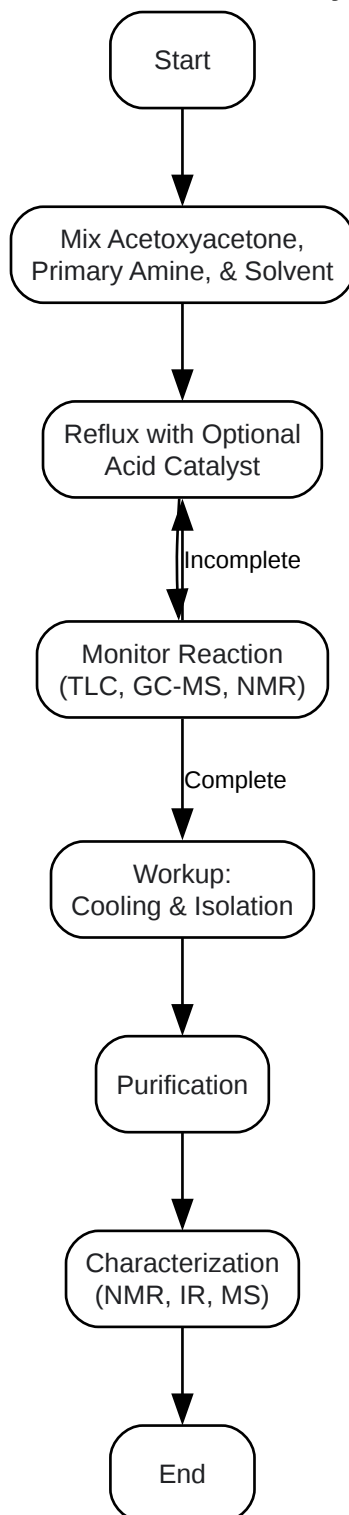 Start
Mix Acetoxyacetone,
Primary Amine, & Solvent
Reflux with Optional
Acid Catalyst
Incomplete
Monitor Reaction
(TLC, GC-MS, NMR)
Complete
Workup:
Cooling & Isolation
Purification
Characterization
(NMR, IR, MS)
End